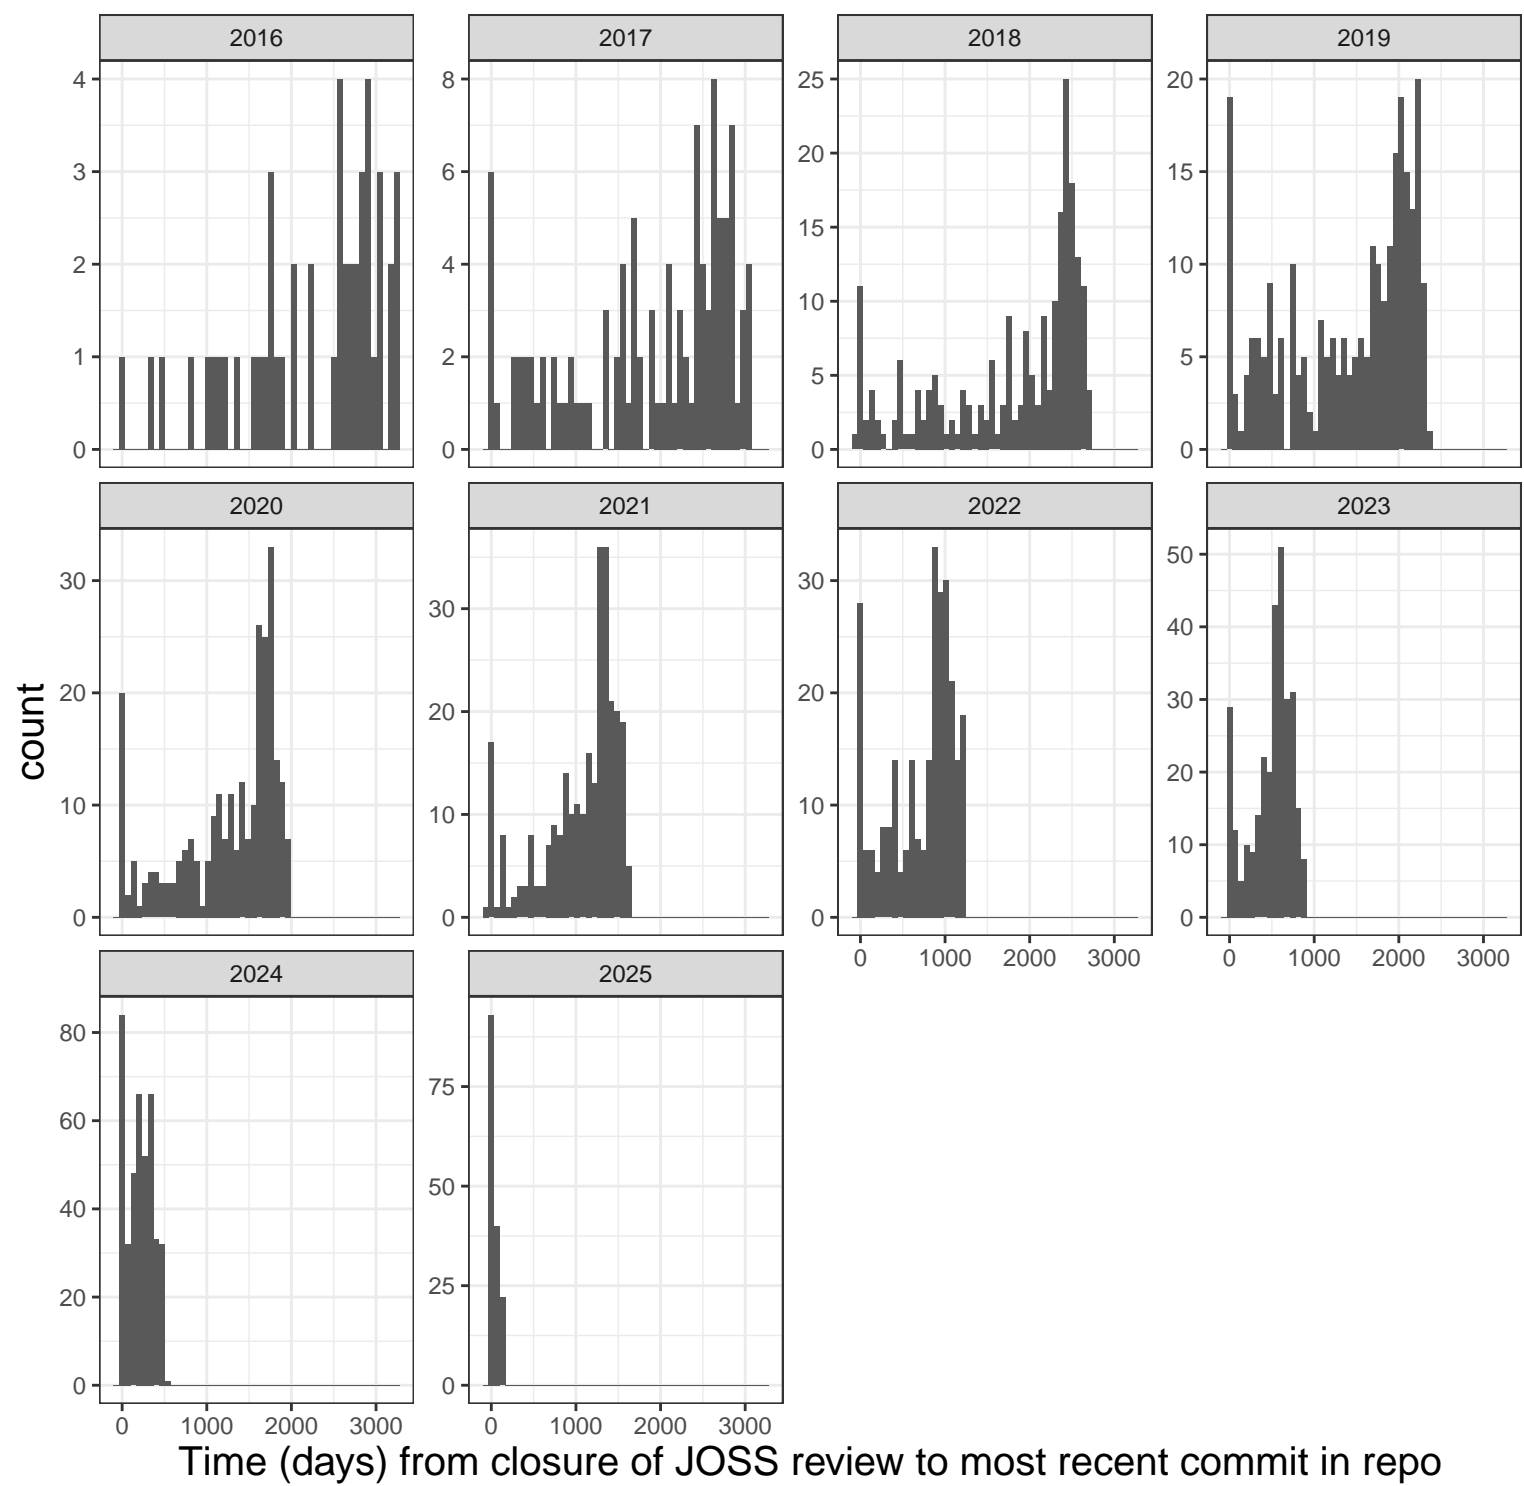 2016 2017 2018 2019
4 8 25 20
3 6 20 15
2 4 15 10
1 2 10 5
0 0 5 0
0
2020 2021 2022 2023
30 30 30 50
20 20 20 40
10 10 10 30
0 0 0 20
10
0
0 1000 2000 3000 0 1000 2000 3000
count
2024 2025
80 75
60 50
40 25
20 0
0
0 1000 2000 3000 0 1000 2000 3000
Time (days) from closure of JOSS review to most recent commit in repo